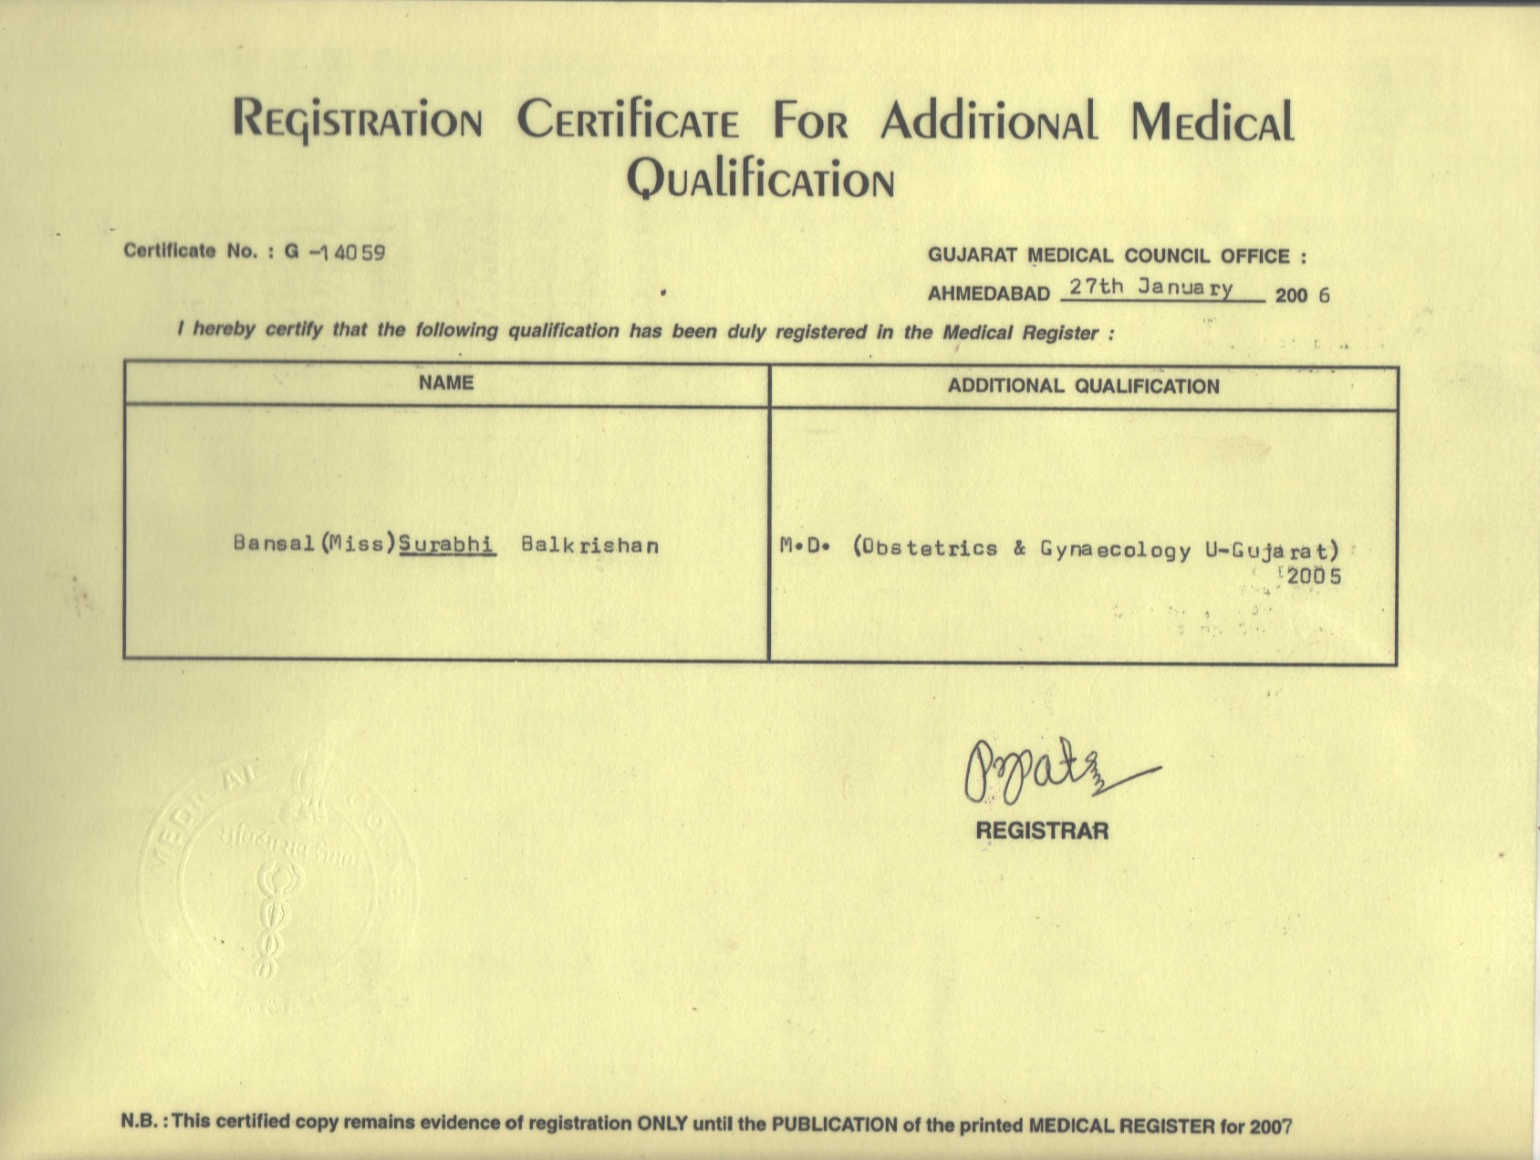 Registration Certificate For Additional Medical
Qualification
Certificate No. : G -14059
GUJARAT MEDICAL COUNCIL OFFICE :
AHMEDABAD 27th January 2006
I hereby certify that the following qualification has been duly registered in the Medical Register :
NAME
ADDITIONAL QUALIFICATION
Bansal(Miss)Surabhi Balkrishan
M.D. (Obstetrics & Gynaecology U-Gujarat)
2005
REGISTRAR
MEDICAL
N.B. : This certified copy remains evidence of registration ONLY until the PUBLICATION of the printed MEDICAL REGISTER for 2007